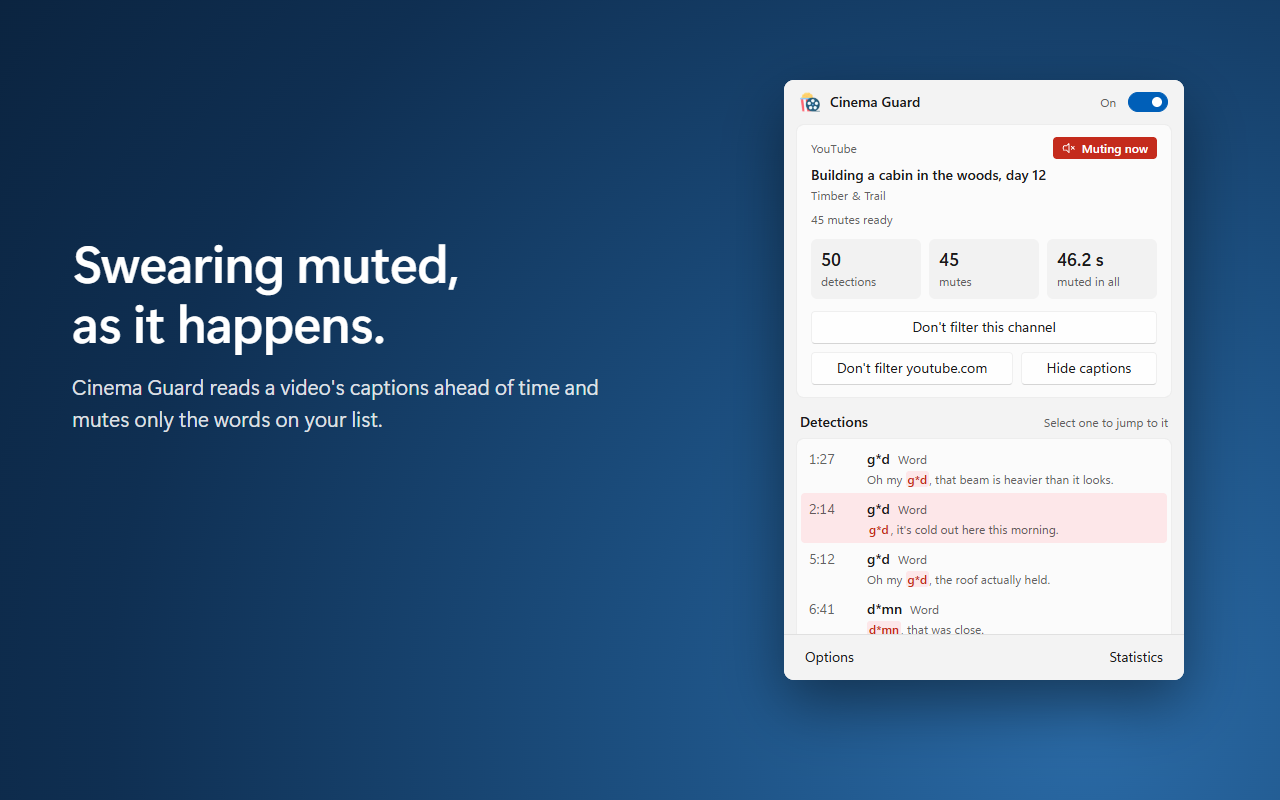 Swearing muted,
as it happens.
Cinema Guard reads a video's captions ahead of time and
mutes only the words on your list.
Cinema Guard
On
YouTube
Muting now
Building a cabin in the woods, day 12
Timber & Trail
45 mutes ready
50
detections
45
mutes
46.2 s
muted in all
Don't filter this channel
Don't filter youtube.com
Hide captions
Detections
Select one to jump to it
1:27 g*d Word
Oh my g*d, that beam is heavier than it looks.
2:14 g*d Word
g*d, it's cold out here this morning.
5:12 g*d Word
Oh my g*d, the roof actually held.
6:41 d*mn Word
d*mn, that was close.
Options
Statistics